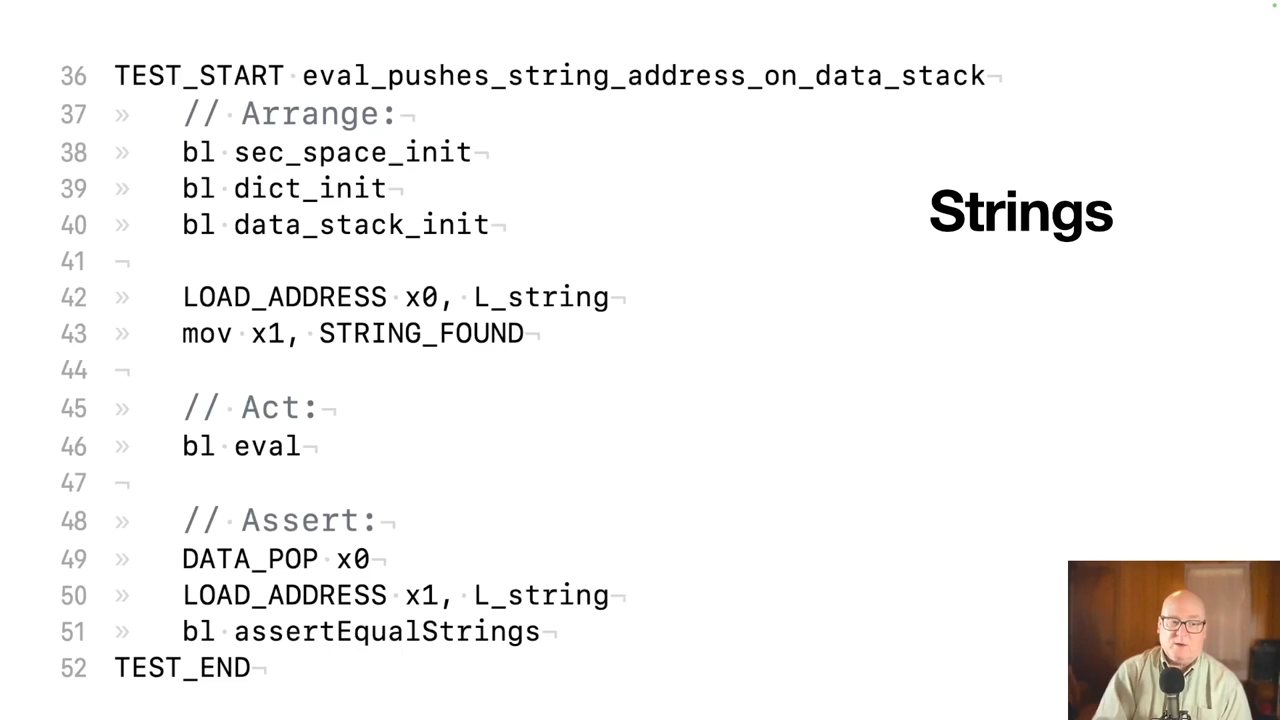 36 TEST_START·eval_pushes_string_address_on_data_stack¬
37 » //·Arrange:¬
38 » bl·sec_space_init¬
39 » bl·dict_init¬
40 » bl·data_stack_init¬
41 ¬
Strings
42 » LOAD_ADDRESS·x0,·L_string¬
43 » mov·x1,·STRING_FOUND¬
44 ¬
45 » //·Act:¬
46 » bl·eval¬
47 ¬
48 » //·Assert:¬
49 » DATA_POP·x0¬
50 » LOAD_ADDRESS·x1,·L_string¬
51 » bl·assertEqualStrings¬
52 TEST_END¬